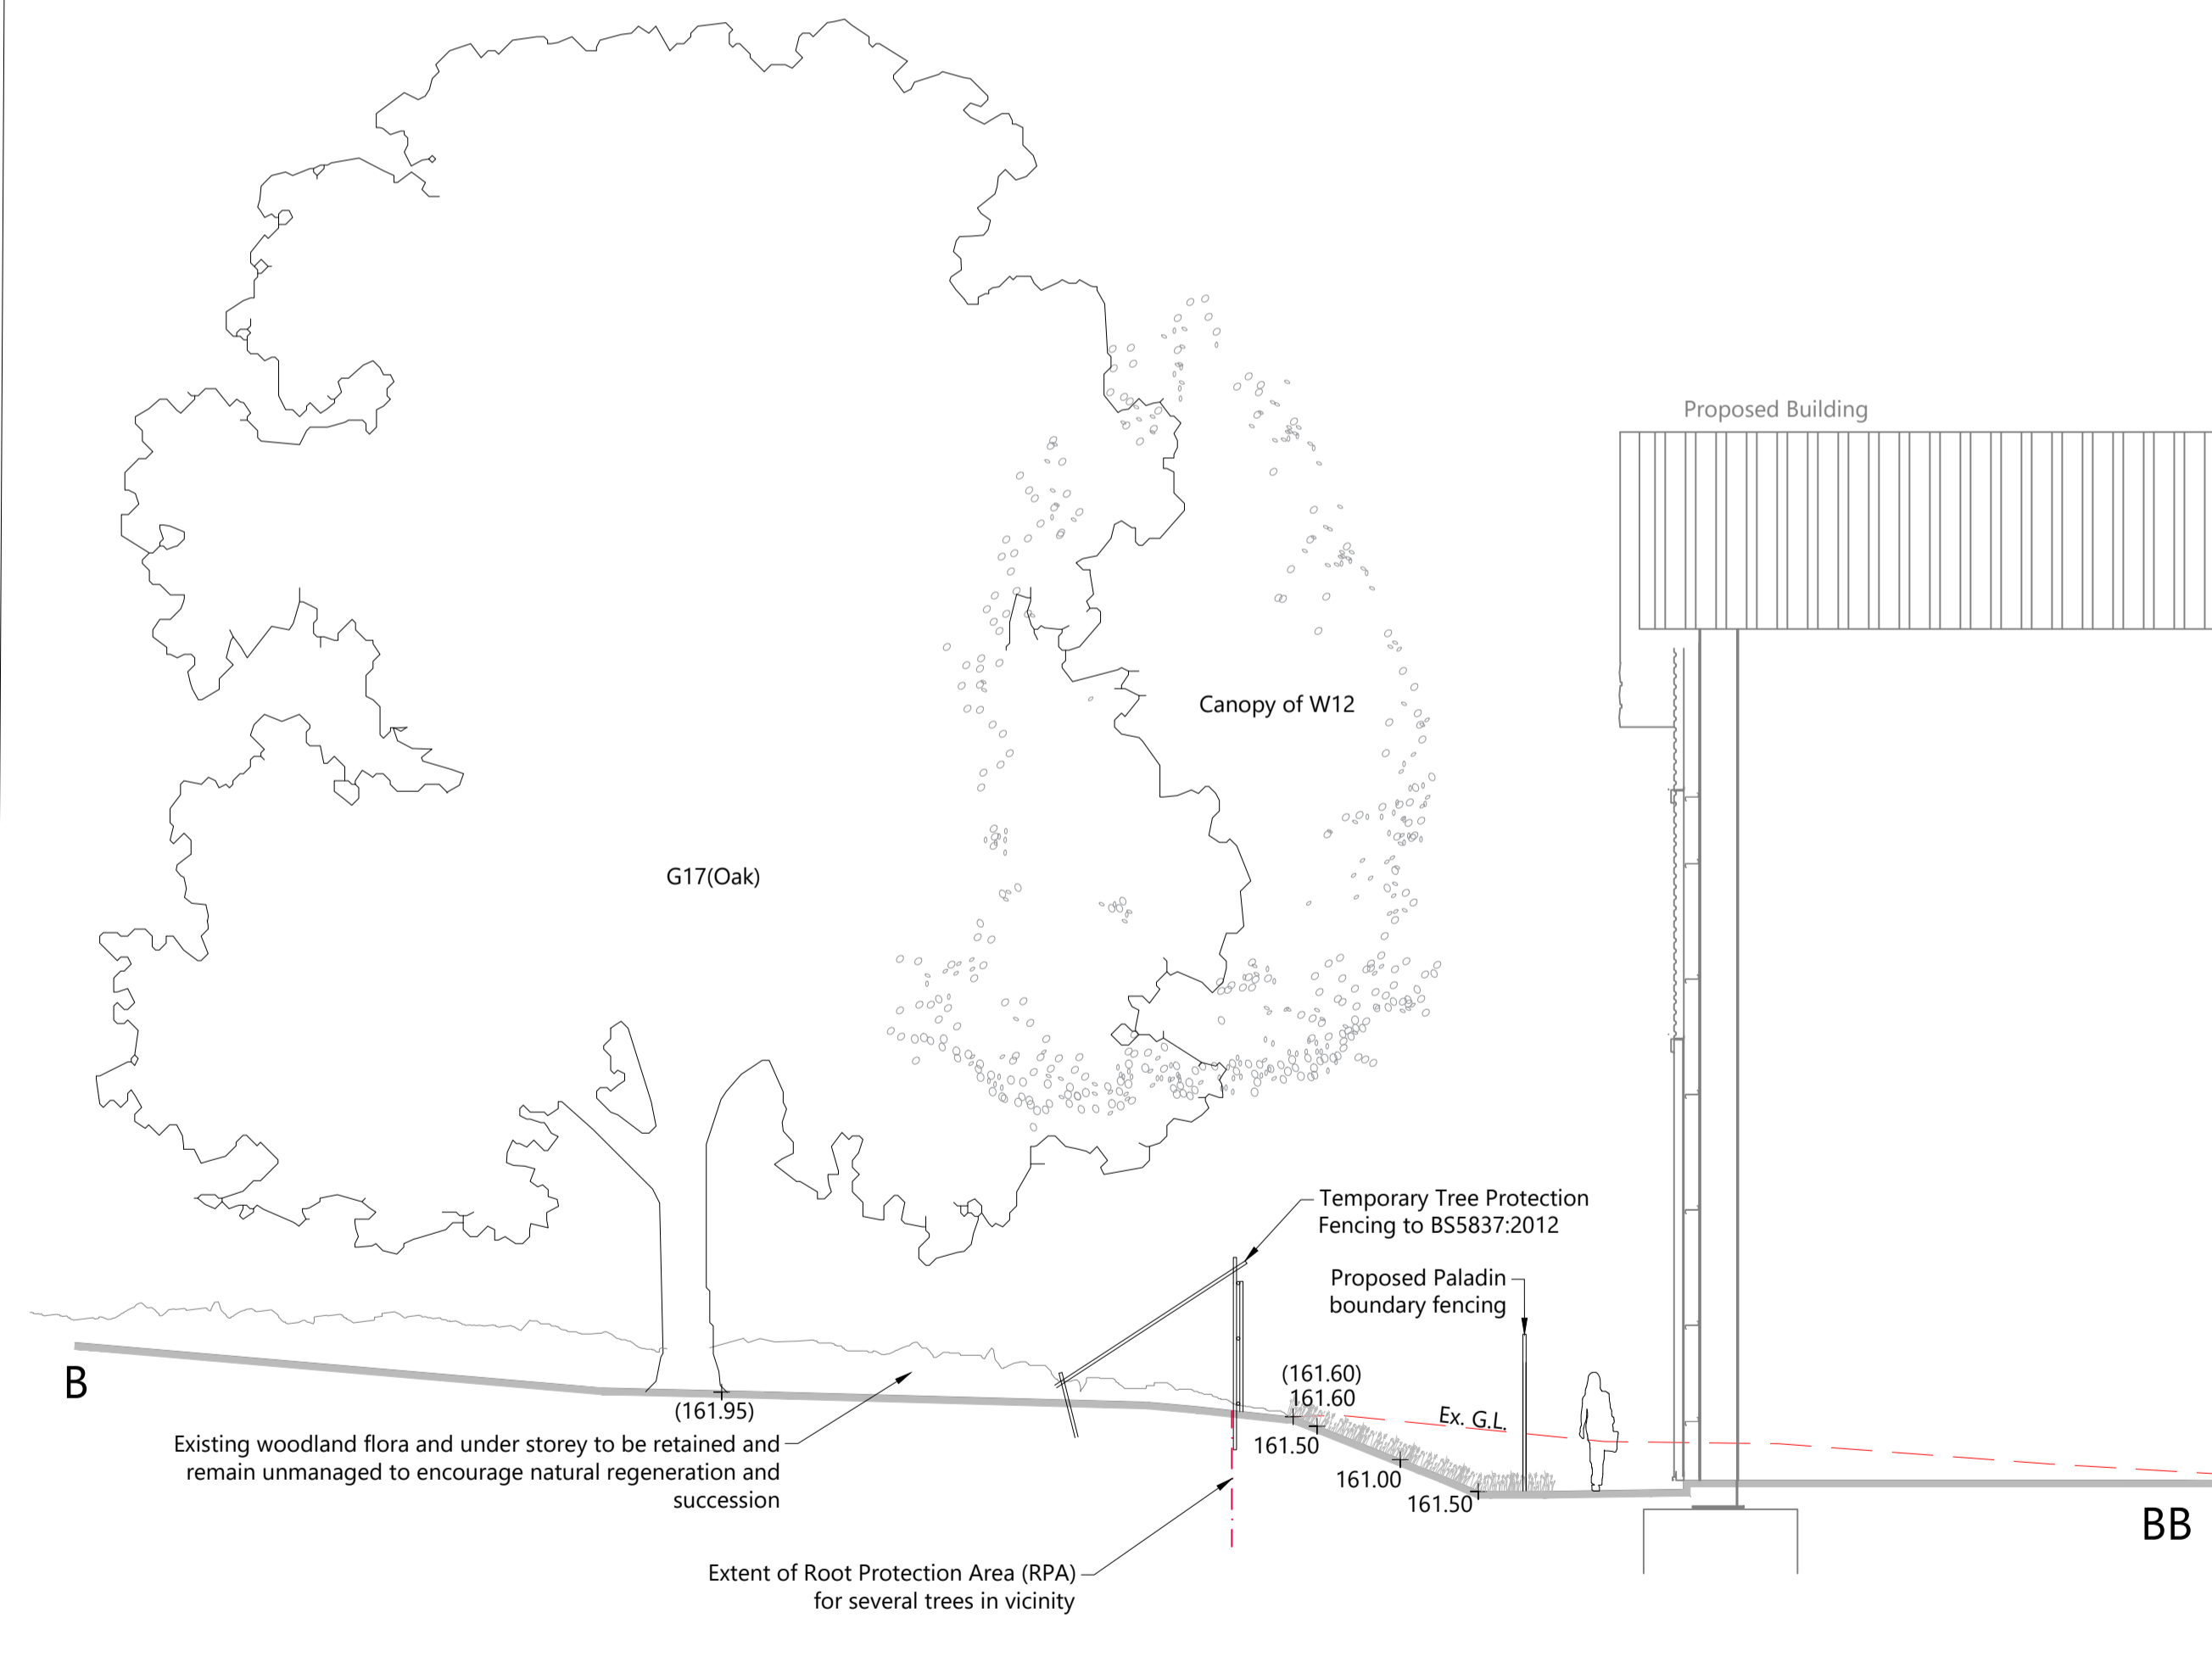 Proposed Building
Canopy of W12
G17(Oak)
Temporary Tree Protection
Fencing to BS5837:2012
Proposed Paladin
boundary fencing
B
(161.95)
(161.60)
161.60
Ex. G.L.
161.50
161.00
161.50
Existing woodland flora and under storey to be retained and
remain unmanaged to encourage natural regeneration and
succession
BB
Extent of Root Protection Area (RPA)
for several trees in vicinity